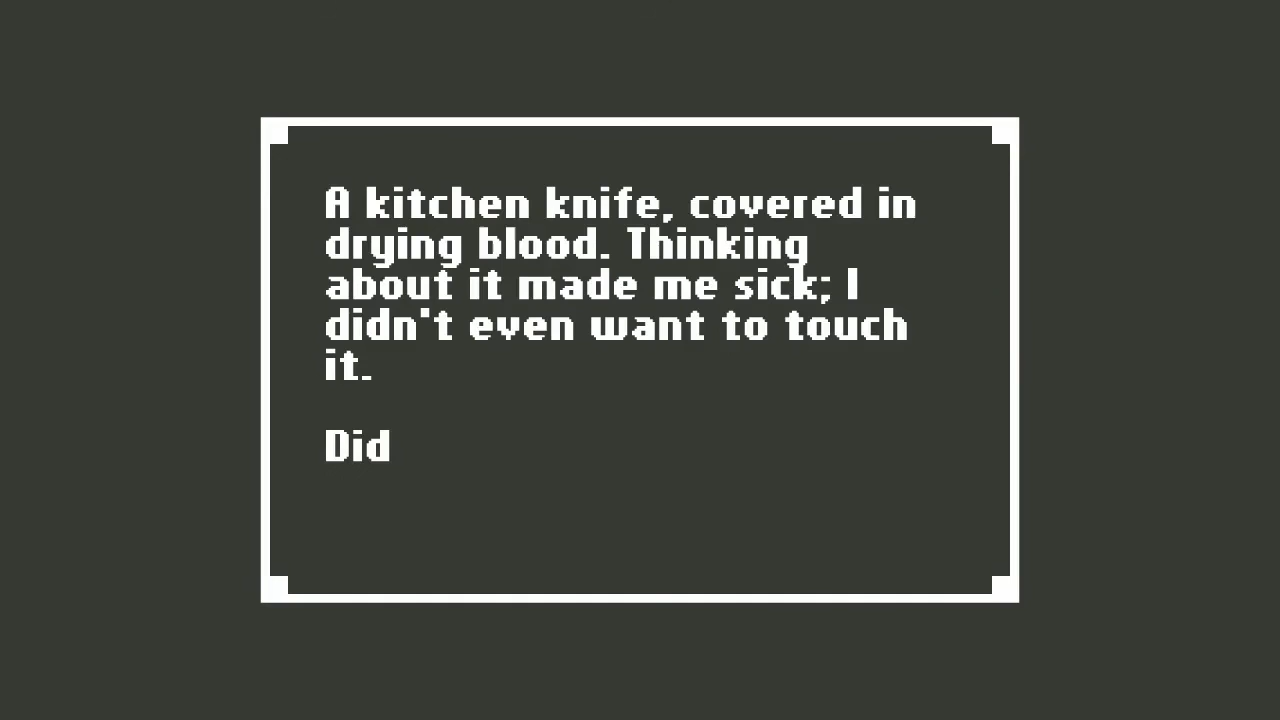 A kitchen knife, covered in
drying blood. Thinking
about it made me sick; I
didn't even want to touch
it.
Did